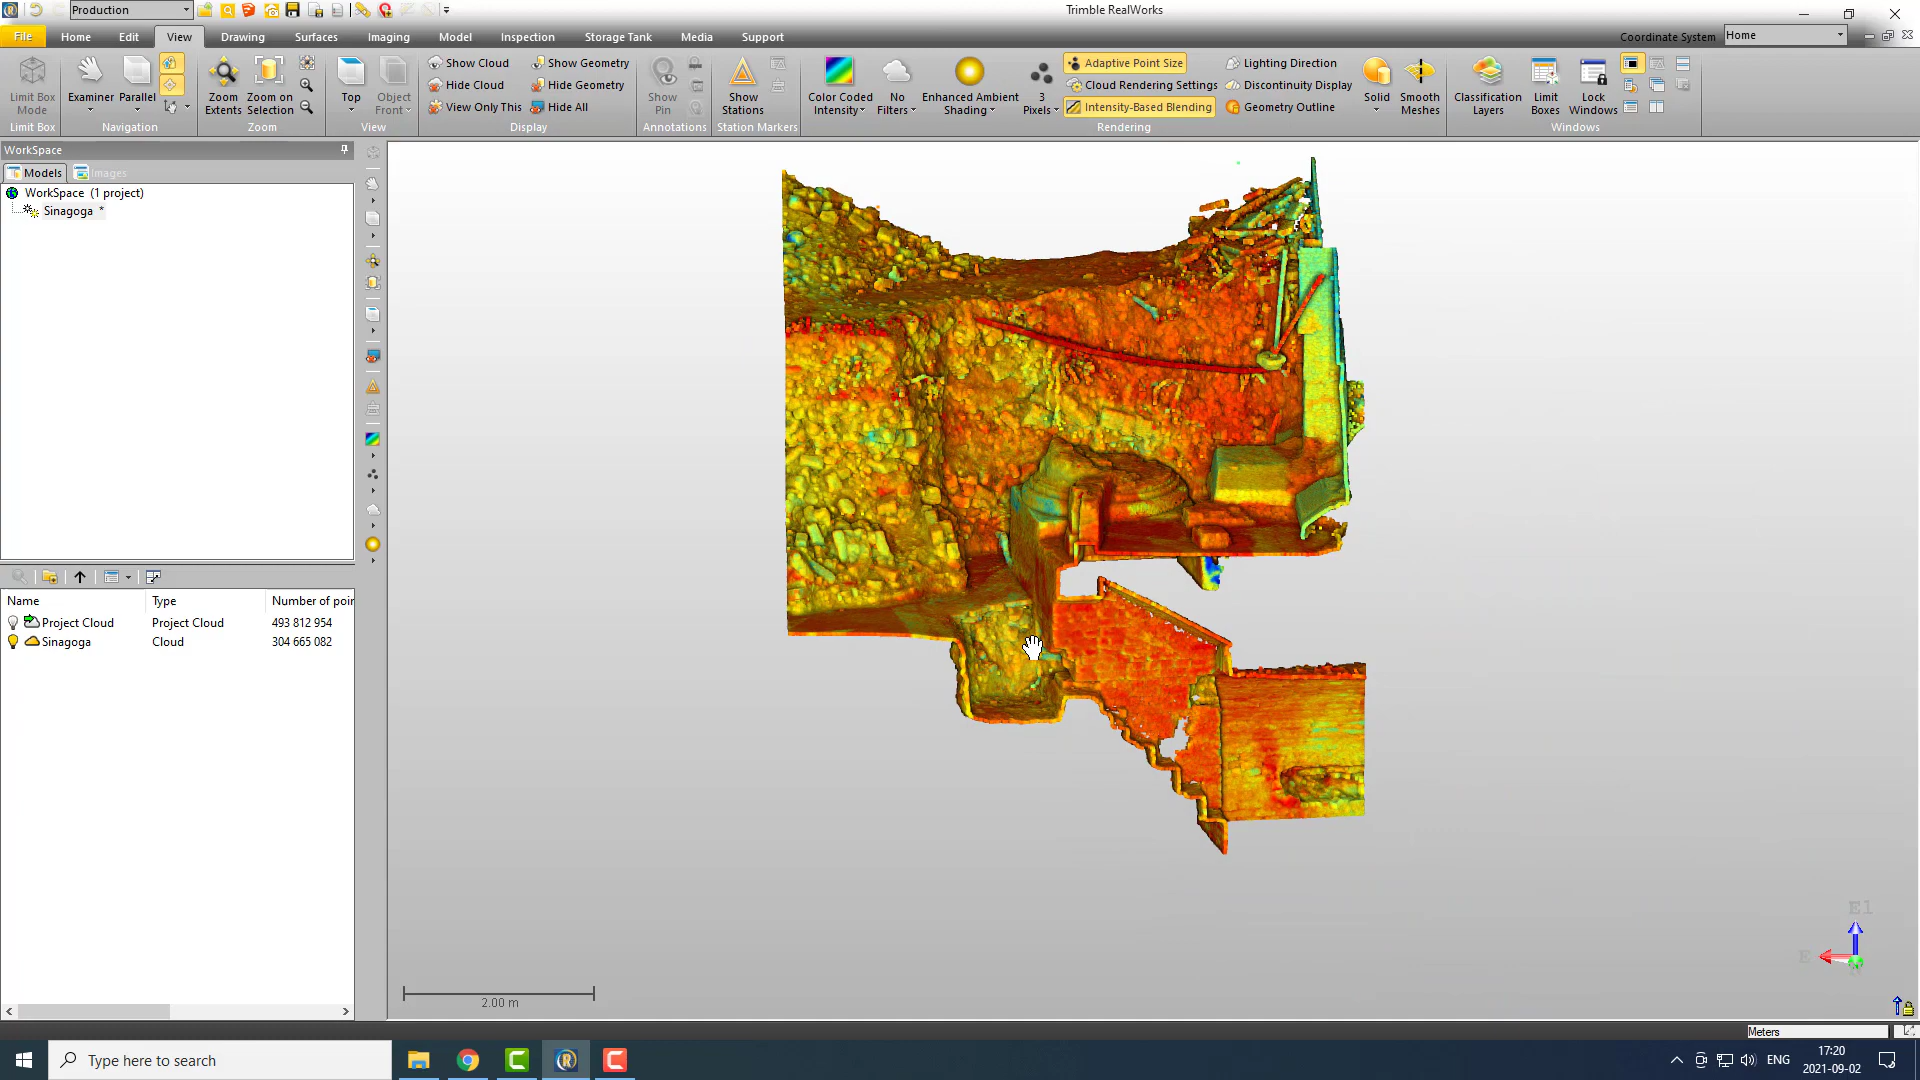 Production
Trimble RealWorks
File Home Edit View Drawing Surfaces Imaging Model Inspection Storage Tank Media Support
Coordinate System Home
Limit Box Mode
Examiner
Parallel
Zoom Extents
Zoom on Selection
Top
Object Front
Show Cloud
Hide Cloud
View Only This
Show Geometry
Hide Geometry
Hide All
Show Pin
Show Stations
Color Coded Intensity
No Filters
Enhanced Ambient Shading
3 Pixels
Adaptive Point Size
Cloud Rendering Settings
Intensity-Based Blending
Lighting Direction
Discontinuity Display
Geometry Outline
Solid
Smooth Meshes
Classification Layers
Limit Boxes
Lock Windows
Limit Box Navigation Zoom View Display Annotations Station Markers Rendering Windows
WorkSpace
Models Images
WorkSpace (1 project)
Sinagoga *
Name Type Number of poir
Project Cloud Project Cloud 493 812 954
Sinagoga Cloud 304 665 082
El
E
2.00 m
Meters
Type here to search
ENG
17:20
2021-09-02